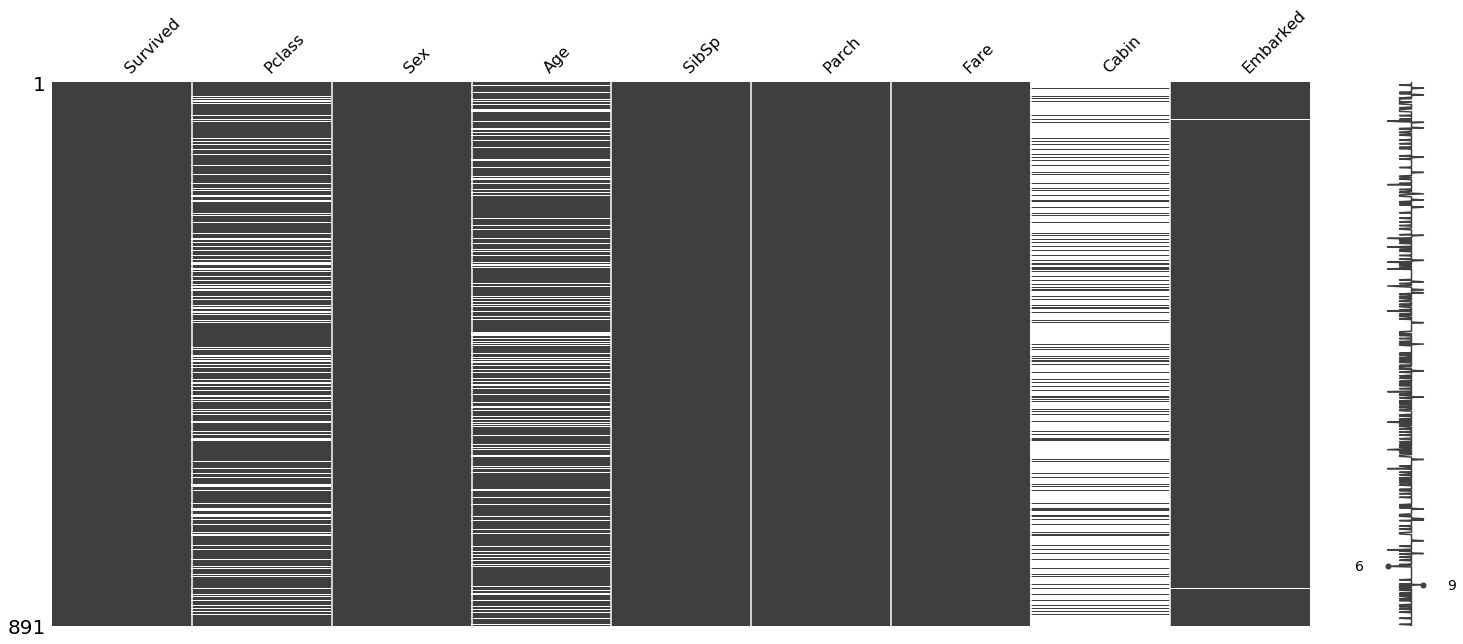 Survived
Pclass
Sex
Age
SibSp
Parch
Fare
Cabin
Embarked
1
6
9
891